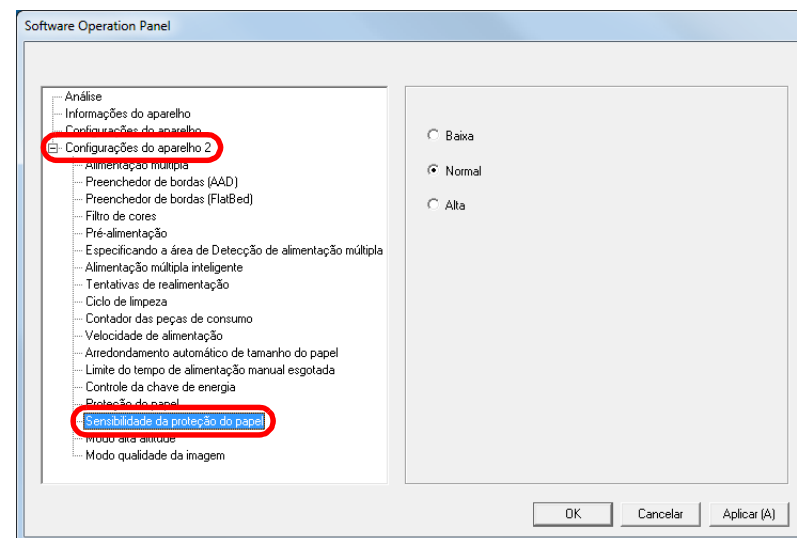 Software Operation Panel
Análise
Informações do aparelho
Configurações do aparelho
Configurações do aparelho 2
Alimentação múltipla
Preenchedor de bordas (AAD)
Preenchedor de bordas (FlatBed)
Filtro de cores
Pré-alimentação
Especificando a área de Detecção de alimentação múltipla
Alimentação múltipla inteligente
Tentativas de realimentação
Ciclo de limpeza
Contador das peças de consumo
Velocidade de alimentação
Arredondamento automático de tamanho do papel
Limite do tempo de alimentação manual esgotada
Controle da chave de energia
Proteção do papel
Sensibilidade da proteção do papel
Modo alta altitude
Modo qualidade da imagem
Baixa
Normal
Alta
OK
Cancelar
Aplicar (A)